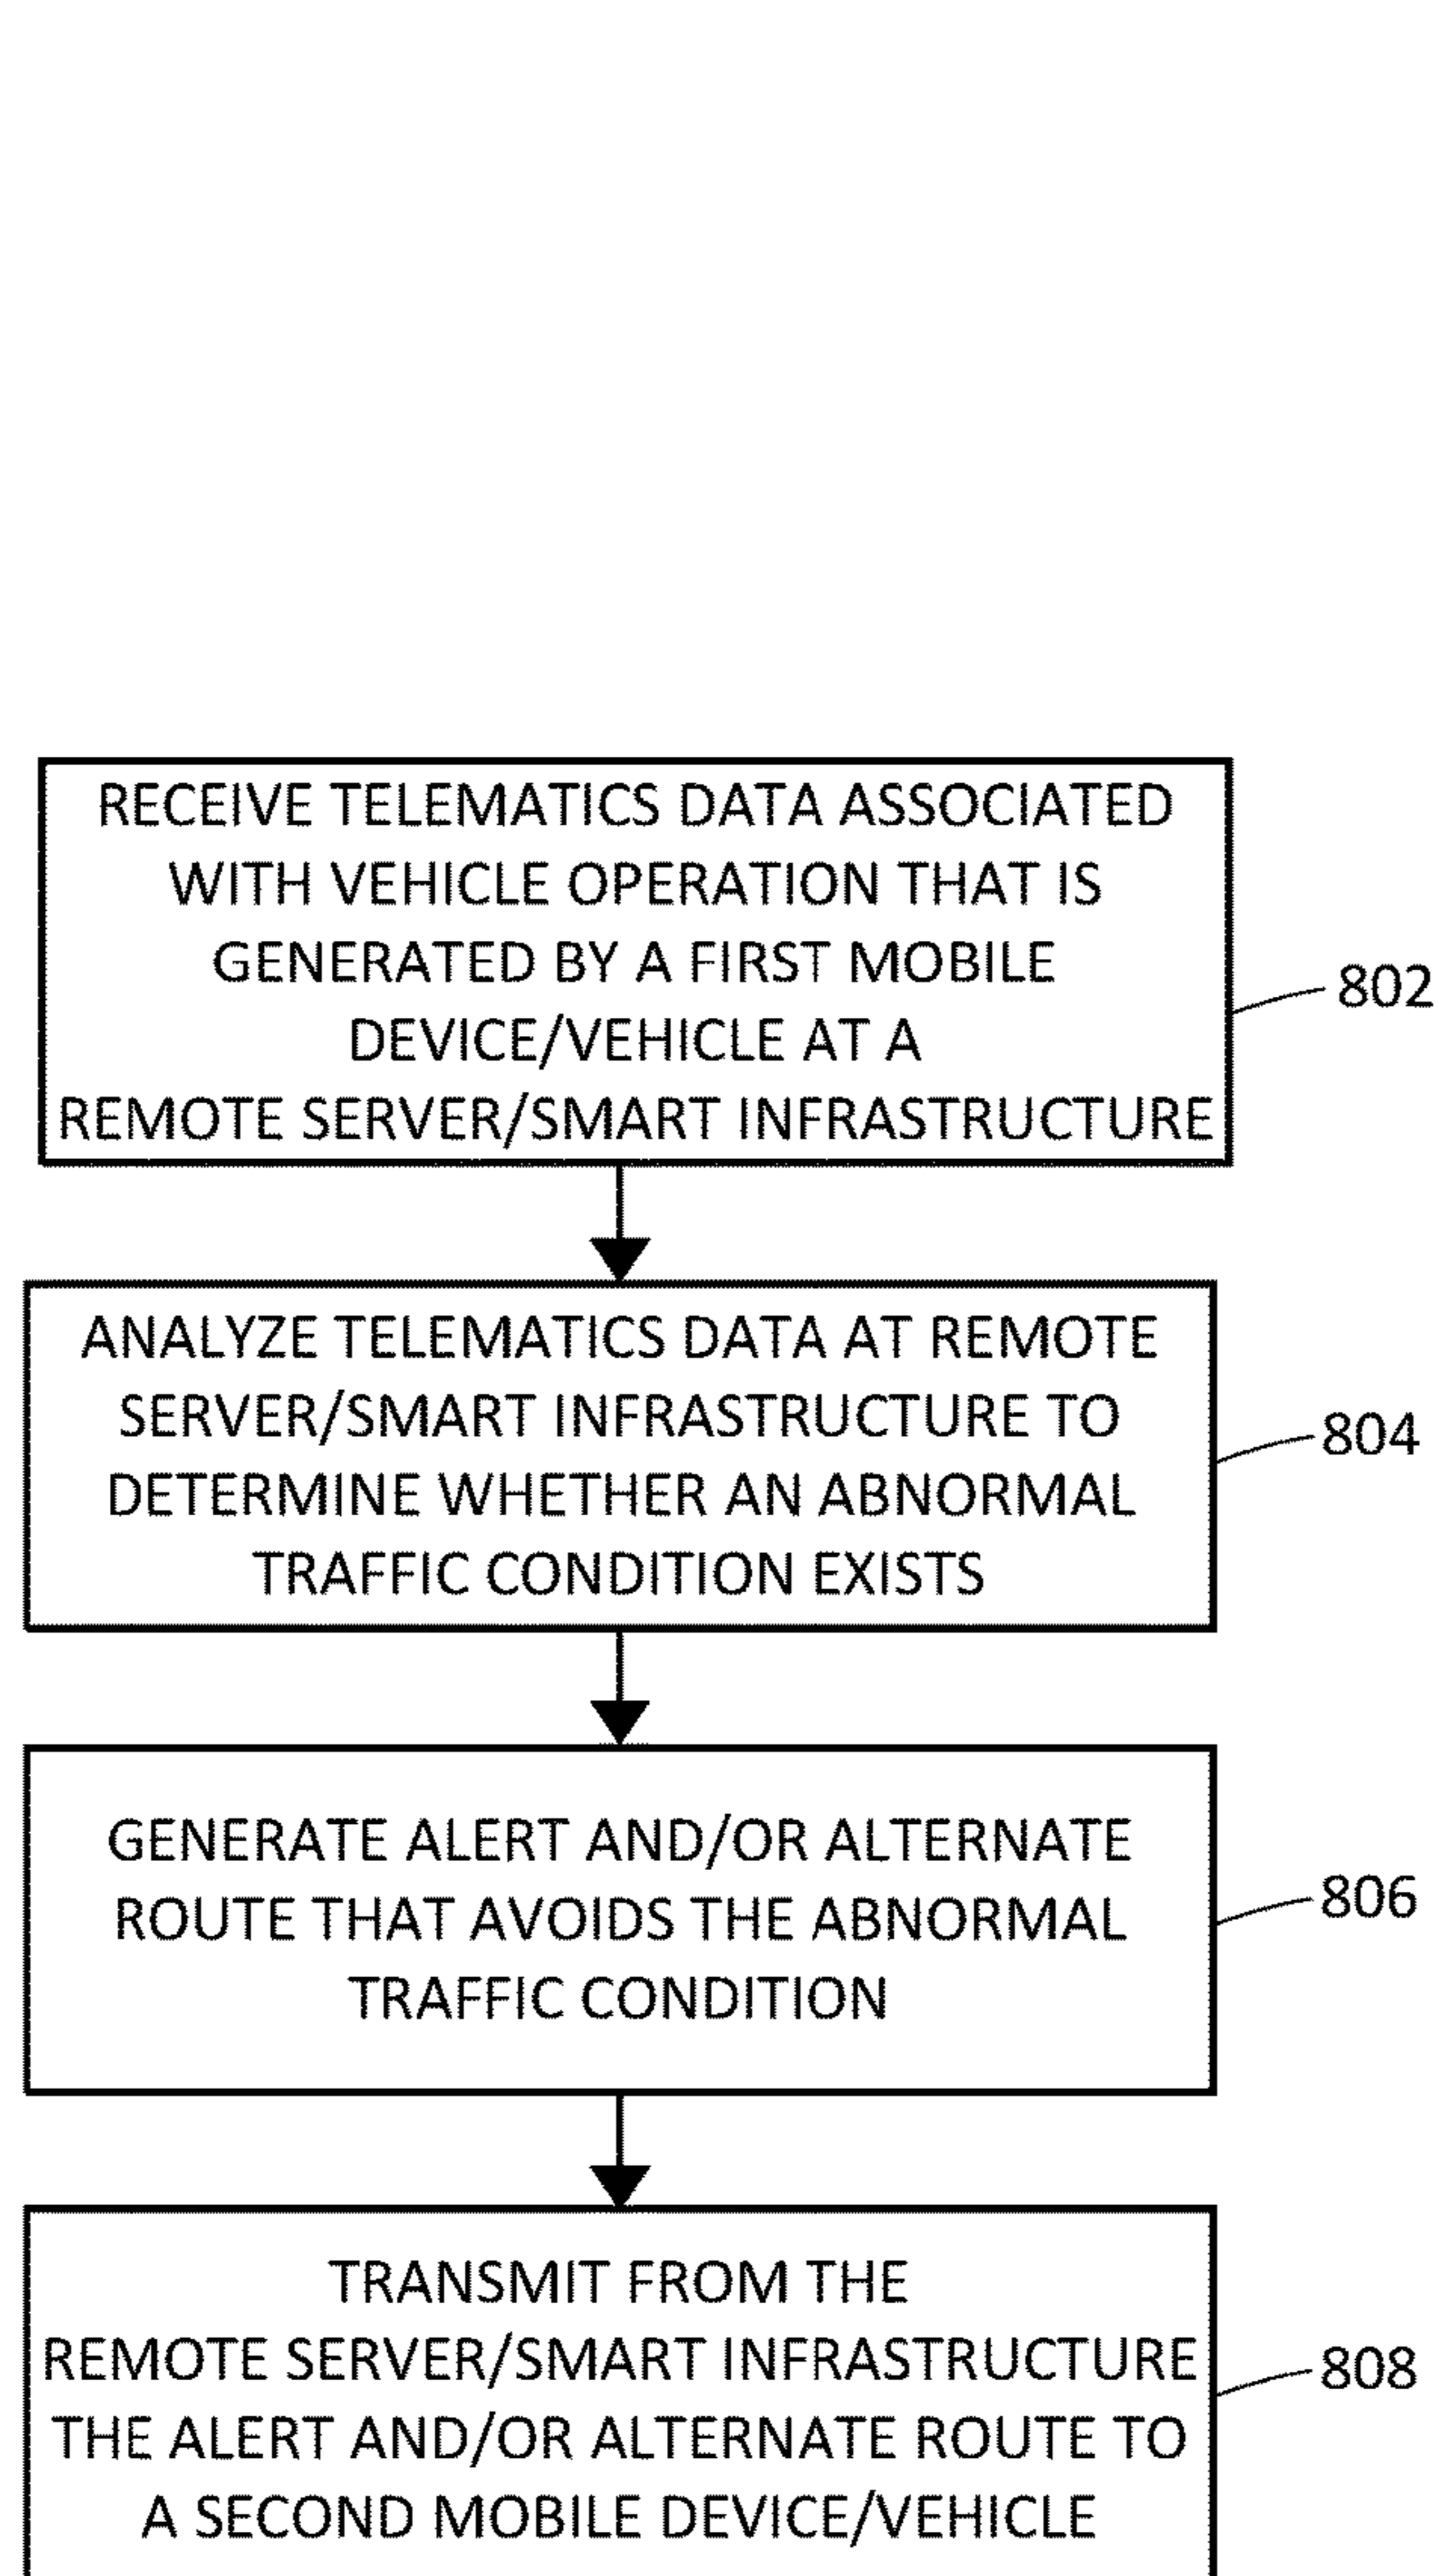 RECEIVE TELEMATICS DATA ASSOCIATED
WITH VEHICLE OPERATION THAT IS
GENERATED BY A FIRST MOBILE
DEVICE/VEHICLE AT A
REMOTE SERVER/SMART INFRASTRUCTURE
802
ANALYZE TELEMATICS DATA AT REMOTE
SERVER/SMART INFRASTRUCTURE TO
DETERMINE WHETHER AN ABNORMAL
TRAFFIC CONDITION EXISTS
804
GENERATE ALERT AND/OR ALTERNATE
ROUTE THAT AVOIDS THE ABNORMAL
TRAFFIC CONDITION
806
TRANSMIT FROM THE
REMOTE SERVER/SMART INFRASTRUCTURE
THE ALERT AND/OR ALTERNATE ROUTE TO
A SECOND MOBILE DEVICE/VEHICLE
808